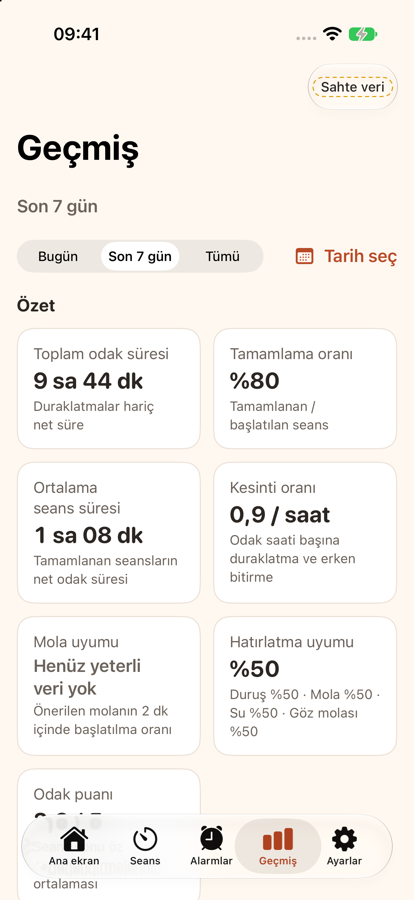 09:41
Sahte veri
Geçmiş
Son 7 gün
Bugün
Son 7 gün
Tümü
Tarih seç
Özet
Toplam odak süresi
9 sa 44 dk
Duraklatmalar hariç
net süre
Tamamlama oranı
%80
Tamamlanan /
başlatılan seans
Ortalama
seans süresi
1 sa 08 dk
Tamamlanan seansların
net odak süresi
Kesinti oranı
0,9 / saat
Odak saati başına
duraklatma ve erken
bitirme
Mola uyumu
Henüz yeterli
veri yok
Önerilen molanın 2 dk
içinde başlatılma oranı
Hatırlatma uyumu
%50
Duruş %50 · Mola %50 ·
Su %50 · Göz molası
%50
Odak puanı
ortalaması
Ana ekran
Seans
Alarmlar
Geçmiş
Ayarlar